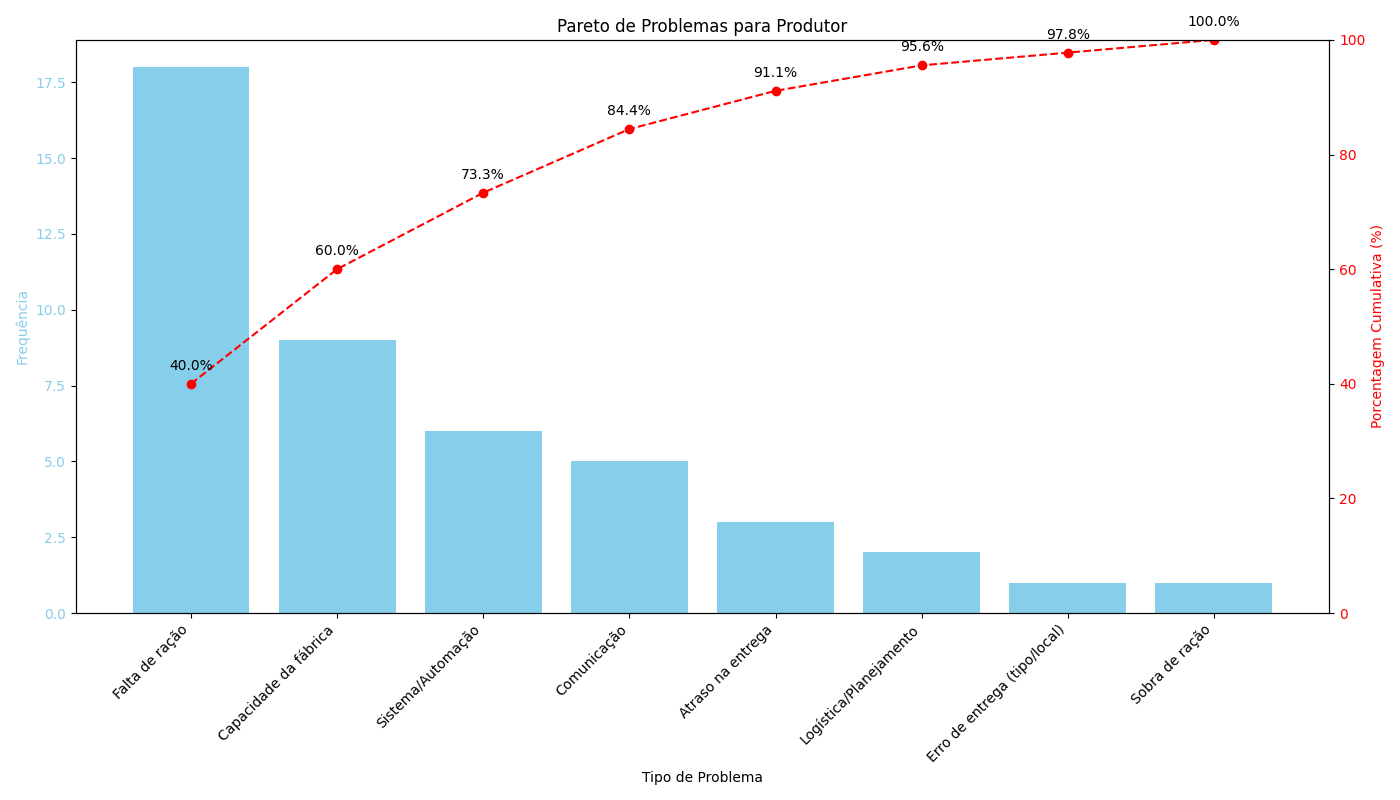 Pareto de Problemas para Produtor
Frequência
17.5
15.0
12.5
10.0
7.5
5.0
2.5
0.0
40.0%
60.0%
73.3%
84.4%
91.1%
95.6%
97.8%
100.0%
100
80
60
40
20
0
Porcentagem Cumulativa (%)
Falta de ração
Capacidade da fábrica
Sistema/Automação
Comunicação
Atraso na entrega
Logística/Planejamento
Erro de entrega (tipo/local)
Sobra de ração
Tipo de Problema